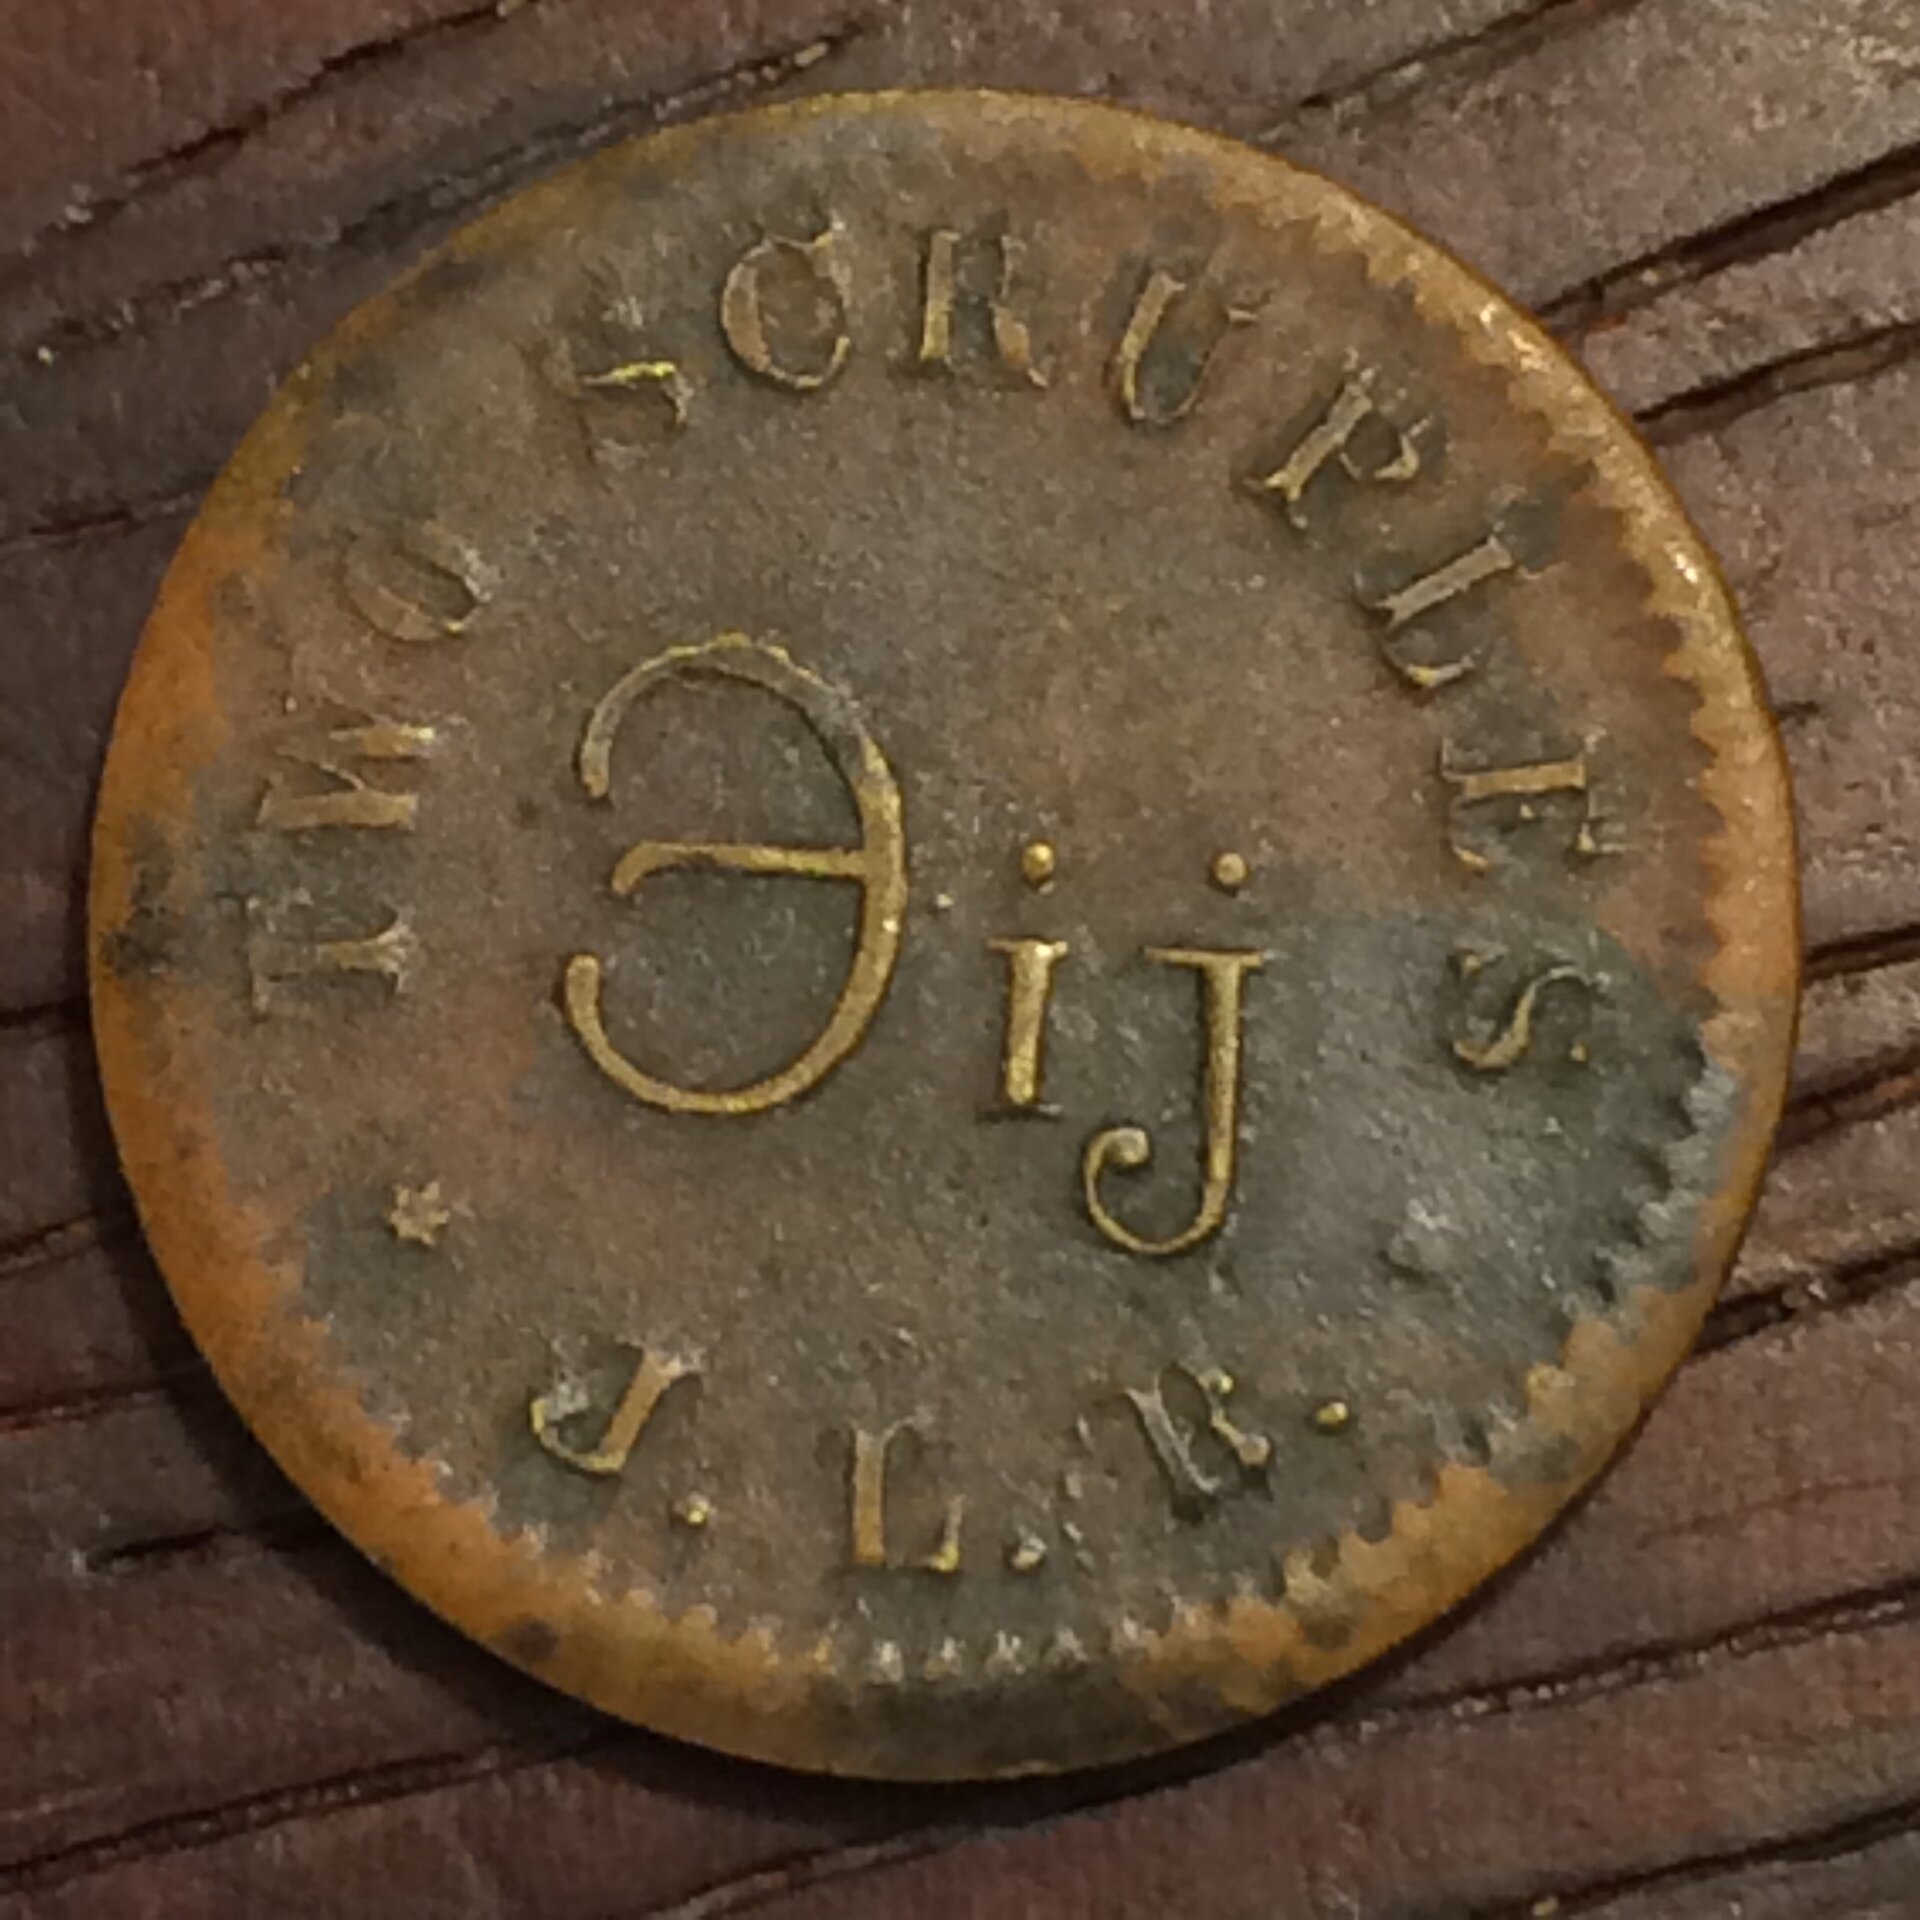 TWO SCRUPLES.
℈ij
* J. L. R.